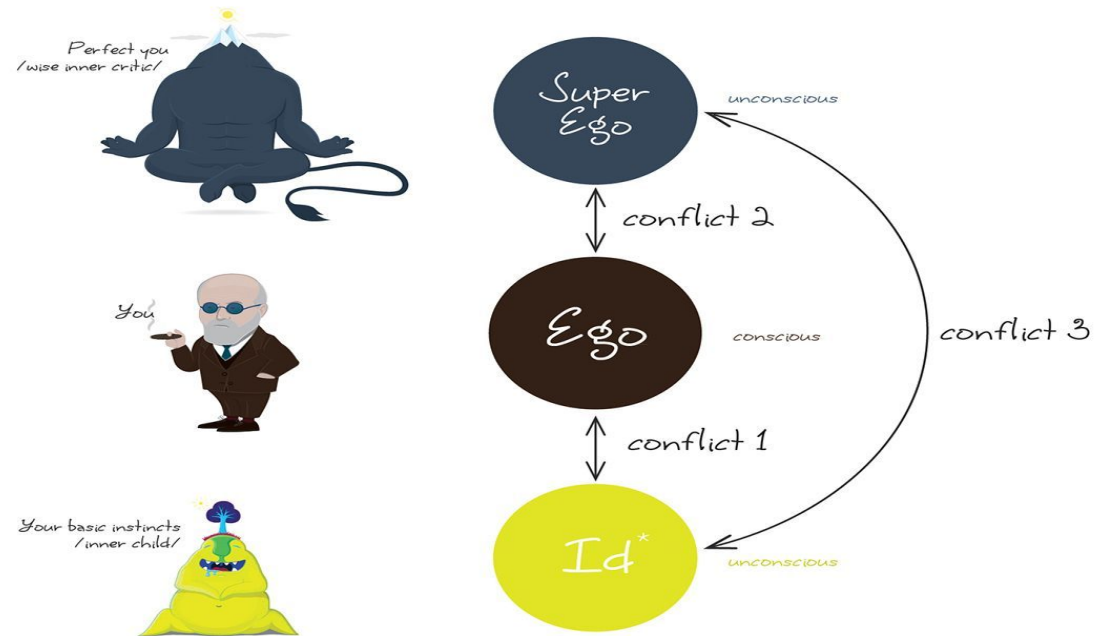 Perfect you
/wise inner critic/
Super
Ego
unconscious
conflict 2
You
Ego
conscious
conflict 3
conflict 1
Your basic instincts
/inner child/
Id*
unconscious